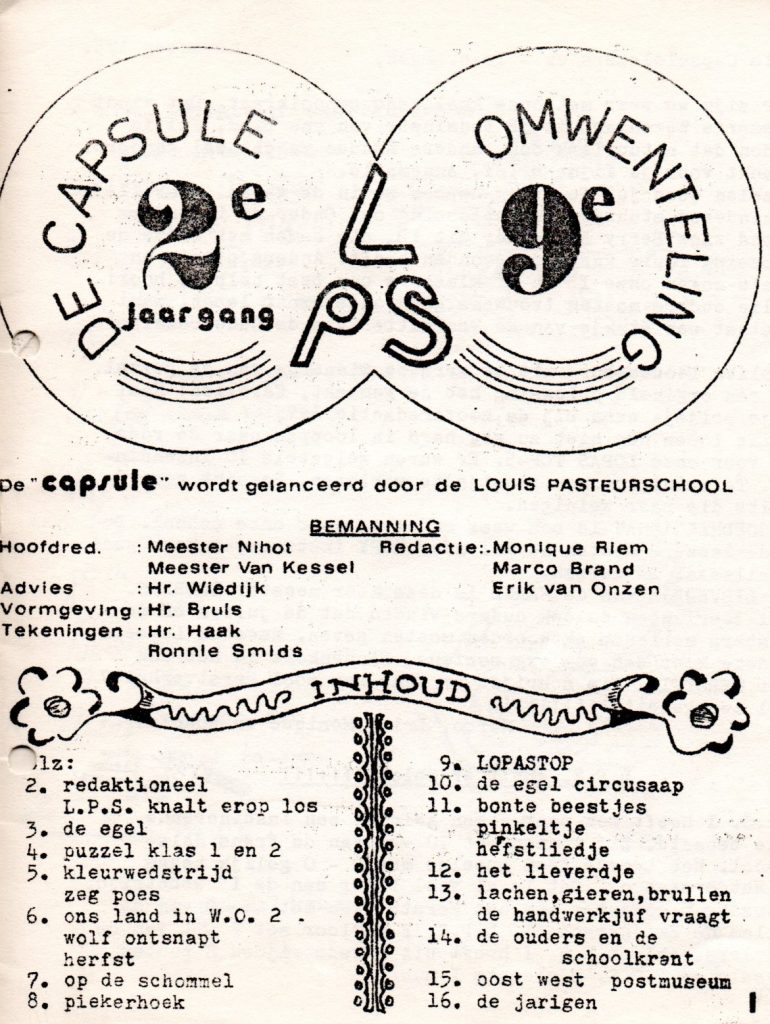 DE CAPSULE
2e
jaargang
L
PS
OMWENTELING
9e
De "capsule" wordt gelanceerd door de LOUIS PASTEURSCHOOL
BEMANNING
Hoofdred. : Meester Nihot
Meester Van Kessel
Advies : Hr. Wiedijk
Vormgeving : Hr. Bruis
Tekeningen : Hr. Haak
Ronnie Smids
Redactie:. Monique Riem
Marco Brand
Erik van Onzen
INHOUD
lz:
2. redaktioneel
L.P.S. knalt erop los
3. de egel
4. puzzel klas 1 en 2
5. kleurwedstrijd
zeg poes
6. ons land in W.O. 2 .
wolf ontsnapt
herfst
7. op de schommel
8. piekerhoek
9. LOPASTOP
10. de egel circusaap
11. bonte beestjes
pinkeltje
herfstliedje
12. het lieverdje
13. lachen,gieren,brullen
de handwerkjuf vraagt
14. de ouders en de
schoolkrant
15. oost west postmuseum
16. de jarigen
1